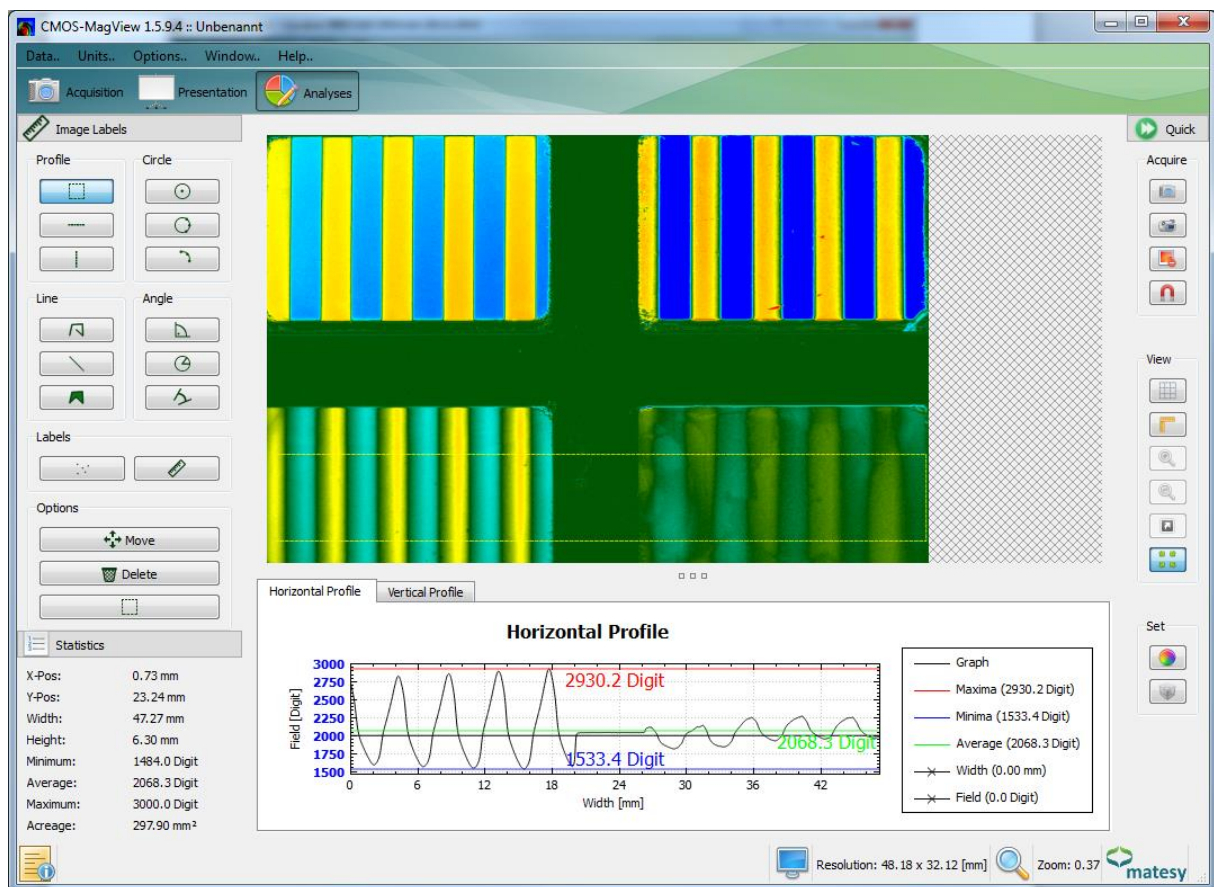 CMOS-MagView 1.5.9.4 :: Unbenannt
Data.. Units.. Options.. Window.. Help..
Acquisition Presentation Analyses
Image Labels
Profile Circle
Line Angle
Labels
Options
Move
Delete
Statistics
X-Pos: 0.73 mm
Y-Pos: 23.24 mm
Width: 47.27 mm
Height: 6.30 mm
Minimum: 1484.0 Digit
Average: 2068.3 Digit
Maximum: 3000.0 Digit
Acreage: 297.90 mm²
Horizontal Profile Vertical Profile
Horizontal Profile
Field [Digit]
3000
2750
2500
2250
2000
1750
1500
2930.2 Digit
2068.3 Digit
1533.4 Digit
0 6 12 18 24 30 36 42
Width [mm]
Graph
Maxima (2930.2 Digit)
Minima (1533.4 Digit)
Average (2068.3 Digit)
Width (0.00 mm)
Field (0.0 Digit)
Quick
Acquire
View
Set
Resolution: 48.18 x 32.12 [mm] Zoom: 0.37 matesy